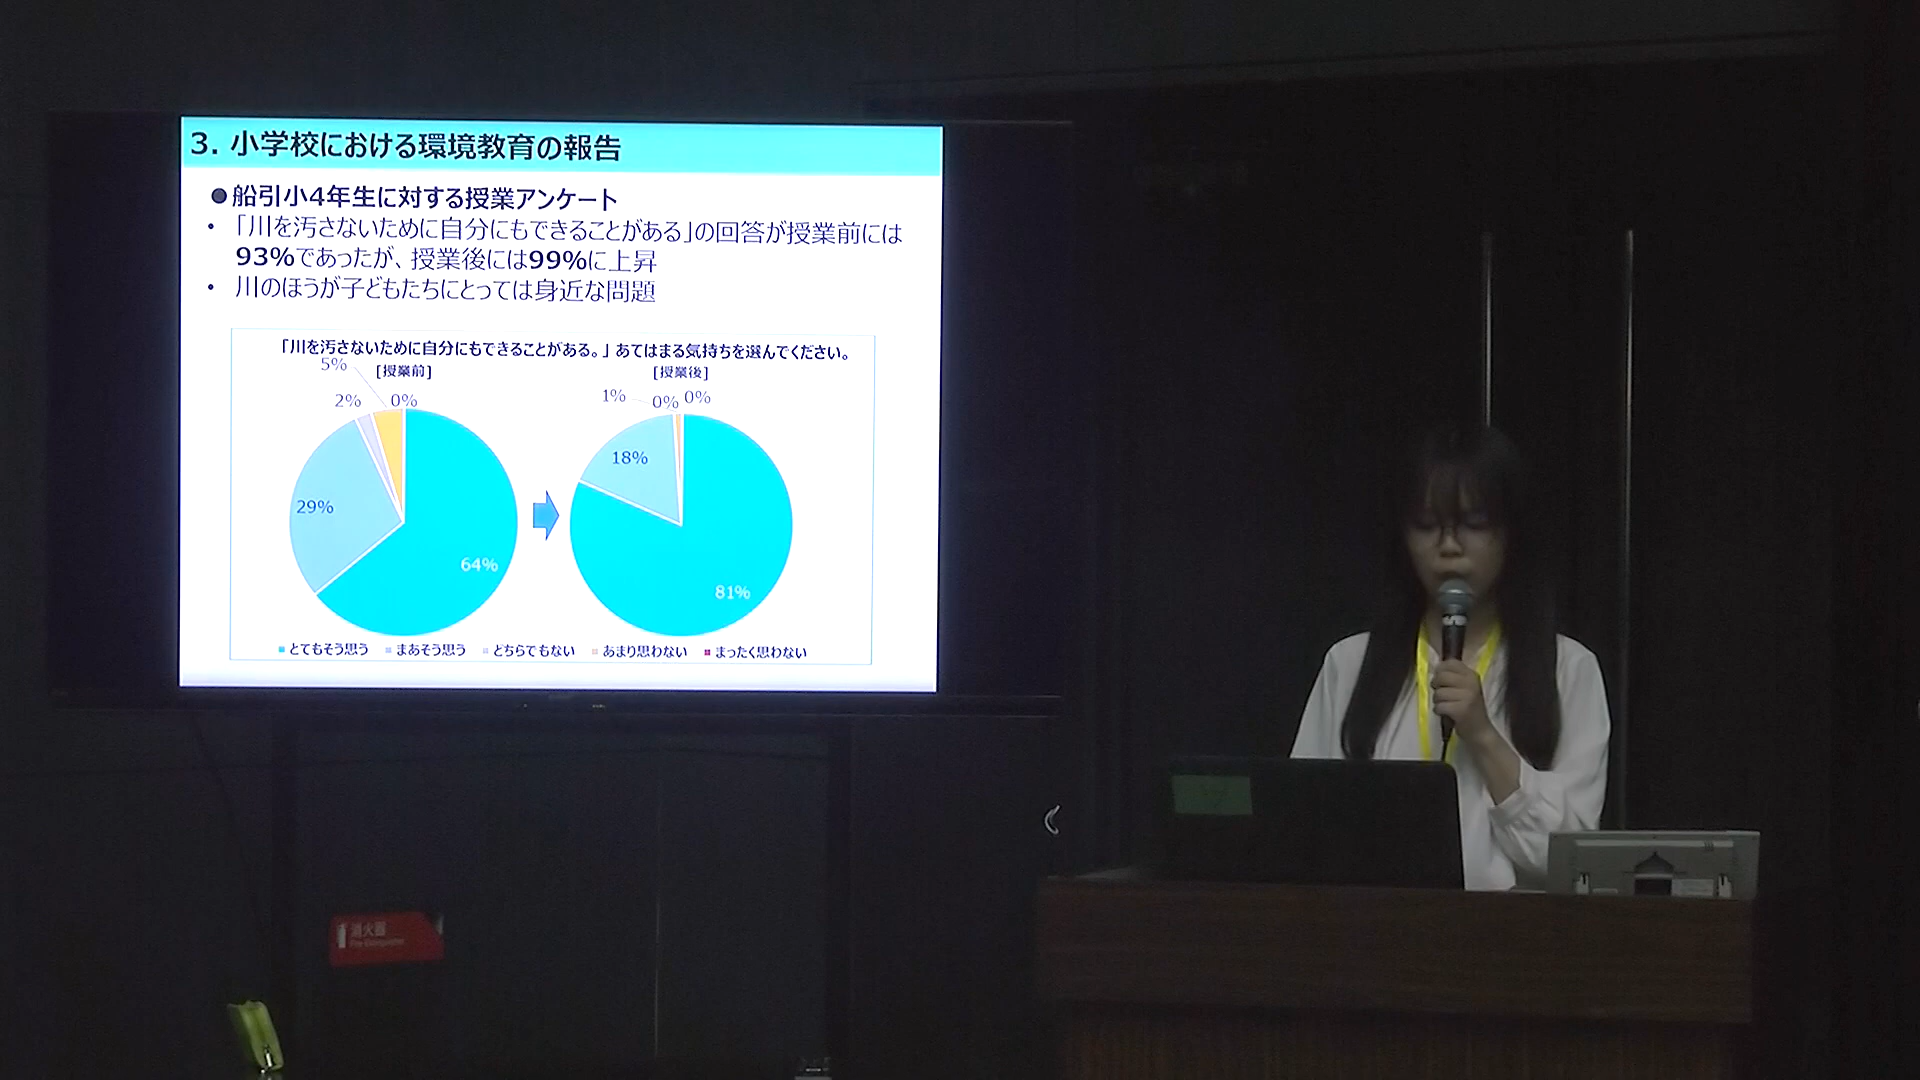 3. 小学校における環境教育の報告
●船引小4年生に対する授業アンケート
・「川を汚さないために自分にもできることがある」の回答が授業前には
93%であったが、授業後には99%に上昇
・川のほうが子どもたちにとっては身近な問題
「川を汚さないために自分にもできることがある。」 あてはまる気持ちを選んでください。
[授業前]
5%
2%
0%
29%
64%
[授業後]
1%
0%
0%
18%
81%
とてもそう思う まあそう思う どちらでもない あまり思わない まったく思わない
消火器
Fire Extinguisher